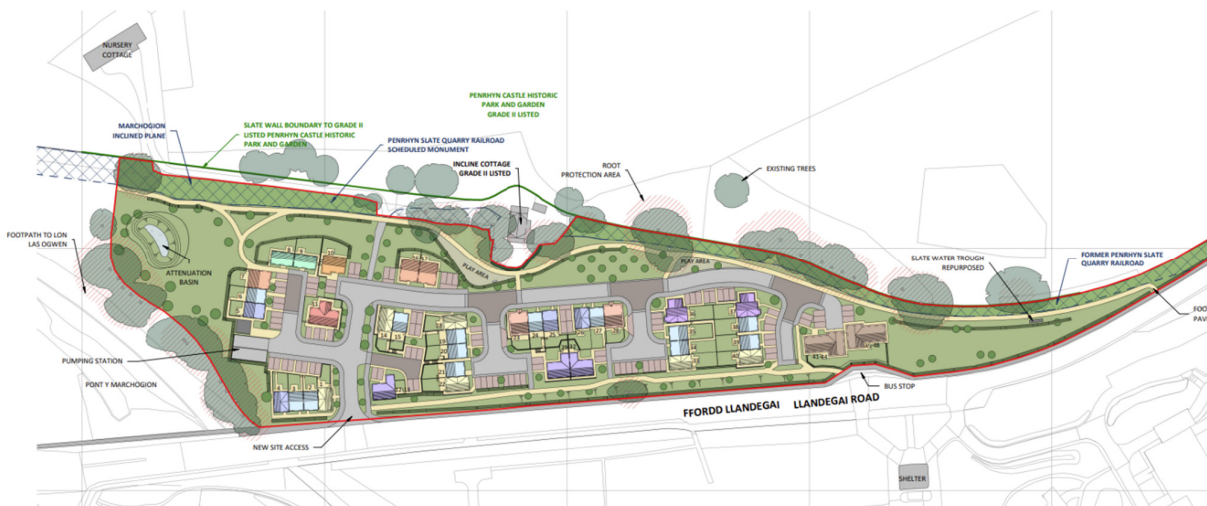 NURSERY
COTTAGE
PENRHYN CASTLE HISTORIC
PARK AND GARDEN
GRADE II LISTED
MARCHOGION
INCLINED PLANE
SLATE WALL BOUNDARY TO GRADE II
LISTED PENRHYN CASTLE HISTORIC
PARK AND GARDEN
PENRHYN SLATE QUARRY RAILROAD
SCHEDULED MONUMENT
INCLINE COTTAGE
GRADE II LISTED
ROOT
PROTECTION AREA
EXISTING TREES
FOOTPATH TO LON
LAS OGWEN
ATTENUATION
BASIN
PLAY AREA
PLAY AREA
SLATE WATER TROUGH
REPURPOSED
FORMER PENRHYN SLATE
QUARRY RAILROAD
FOO
PAV
PUMPING STATION
PONT Y MARCHOGION
NEW SITE ACCESS
BUS STOP
FFORDD LLANDEGAI LLANDEGAI ROAD
SHELTER